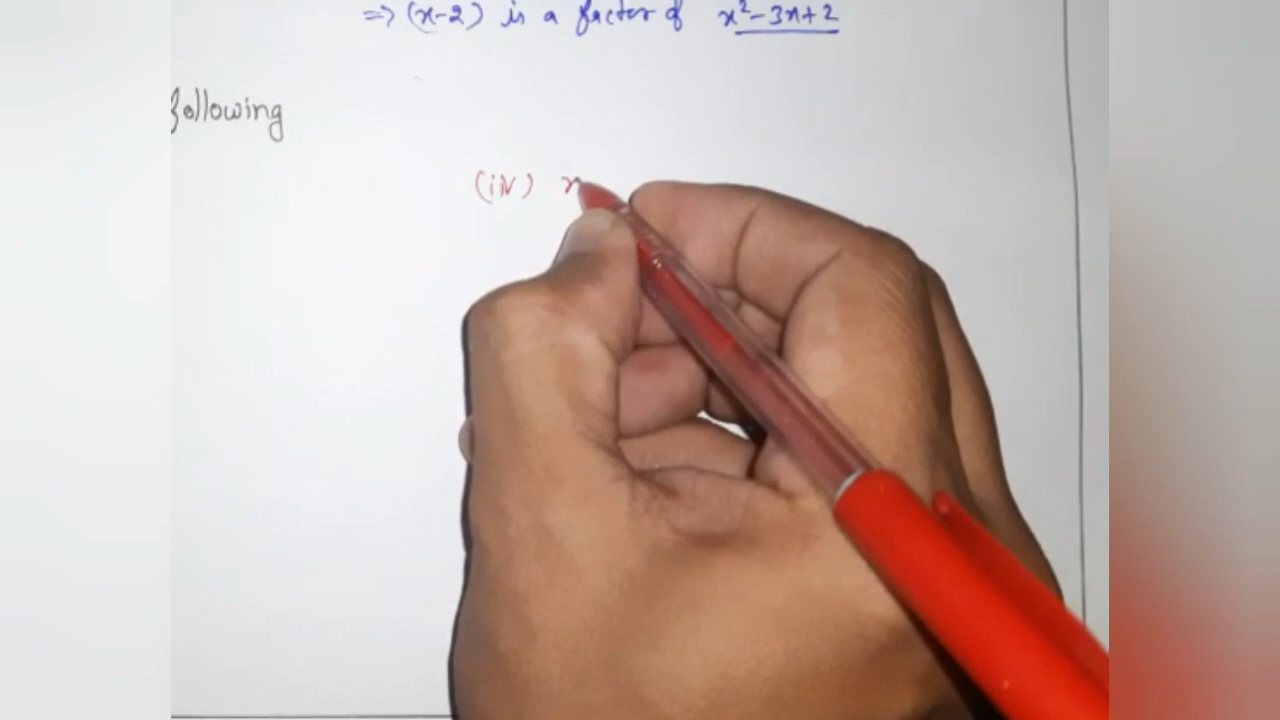 => (x-2) is a factor of x²-3x+2
following
(iv) x